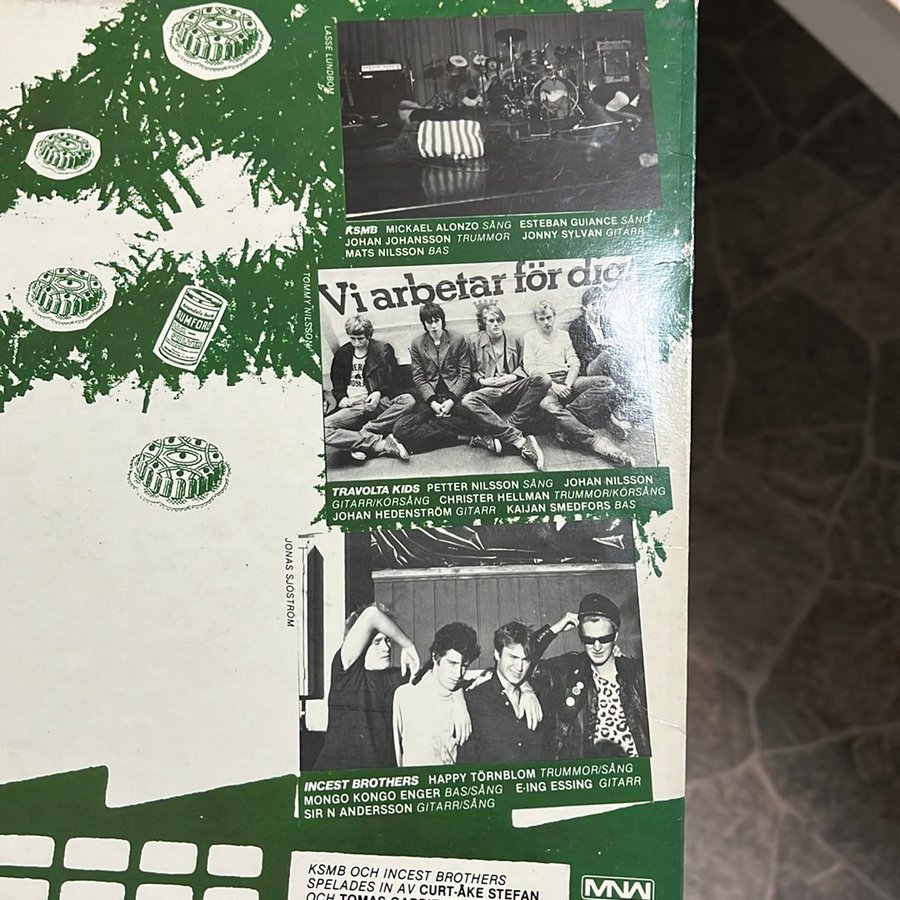 LASSE LUNDBOM
KSMB MICKAEL ALONZO SÅNG ESTEBAN GUIANCE SÅNG
JOHAN JOHANSSON TRUMMOR JONNY SYLVAN GITARR
MATS NILSSON BAS
TOMMY NILSSON
Vi arbetar för dig!
RUMFORD
TRAVOLTA KIDS PETTER NILSSON SÅNG JOHAN NILSSON
GITARR/KÖRSÅNG CHRISTER HELLMAN TRUMMOR/KÖRSÅNG
JOHAN HEDENSTRÖM GITARR KAIJAN SMEDFORS BAS
JONAS SJÖSTRÖM
INCEST BROTHERS HAPPY TÖRNBLOM TRUMMOR/SÅNG
MONGO KONGO ENGER BAS/SÅNG E-ING ESSING GITARR
SIR N ANDERSSON GITARR/SÅNG
KSMB OCH INCEST BROTHERS
SPELADES IN AV CURT-ÅKE STEFAN
OCH TOMAS
MNW